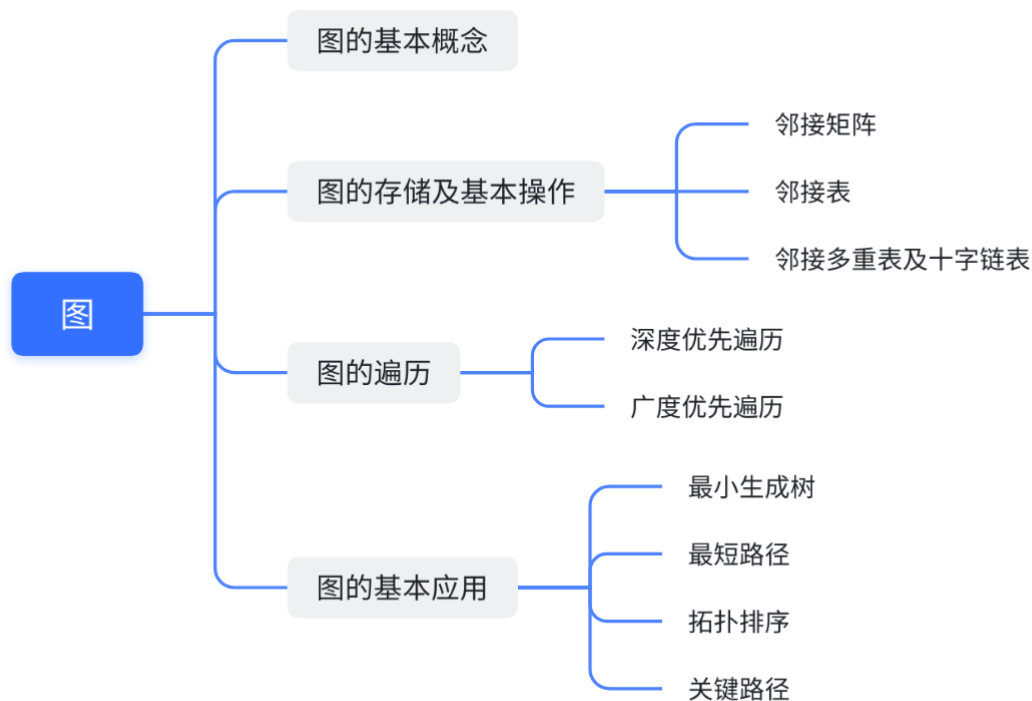 图
图的基本概念
图的存储及基本操作
邻接矩阵
邻接表
邻接多重表及十字链表
图的遍历
深度优先遍历
广度优先遍历
图的基本应用
最小生成树
最短路径
拓扑排序
关键路径